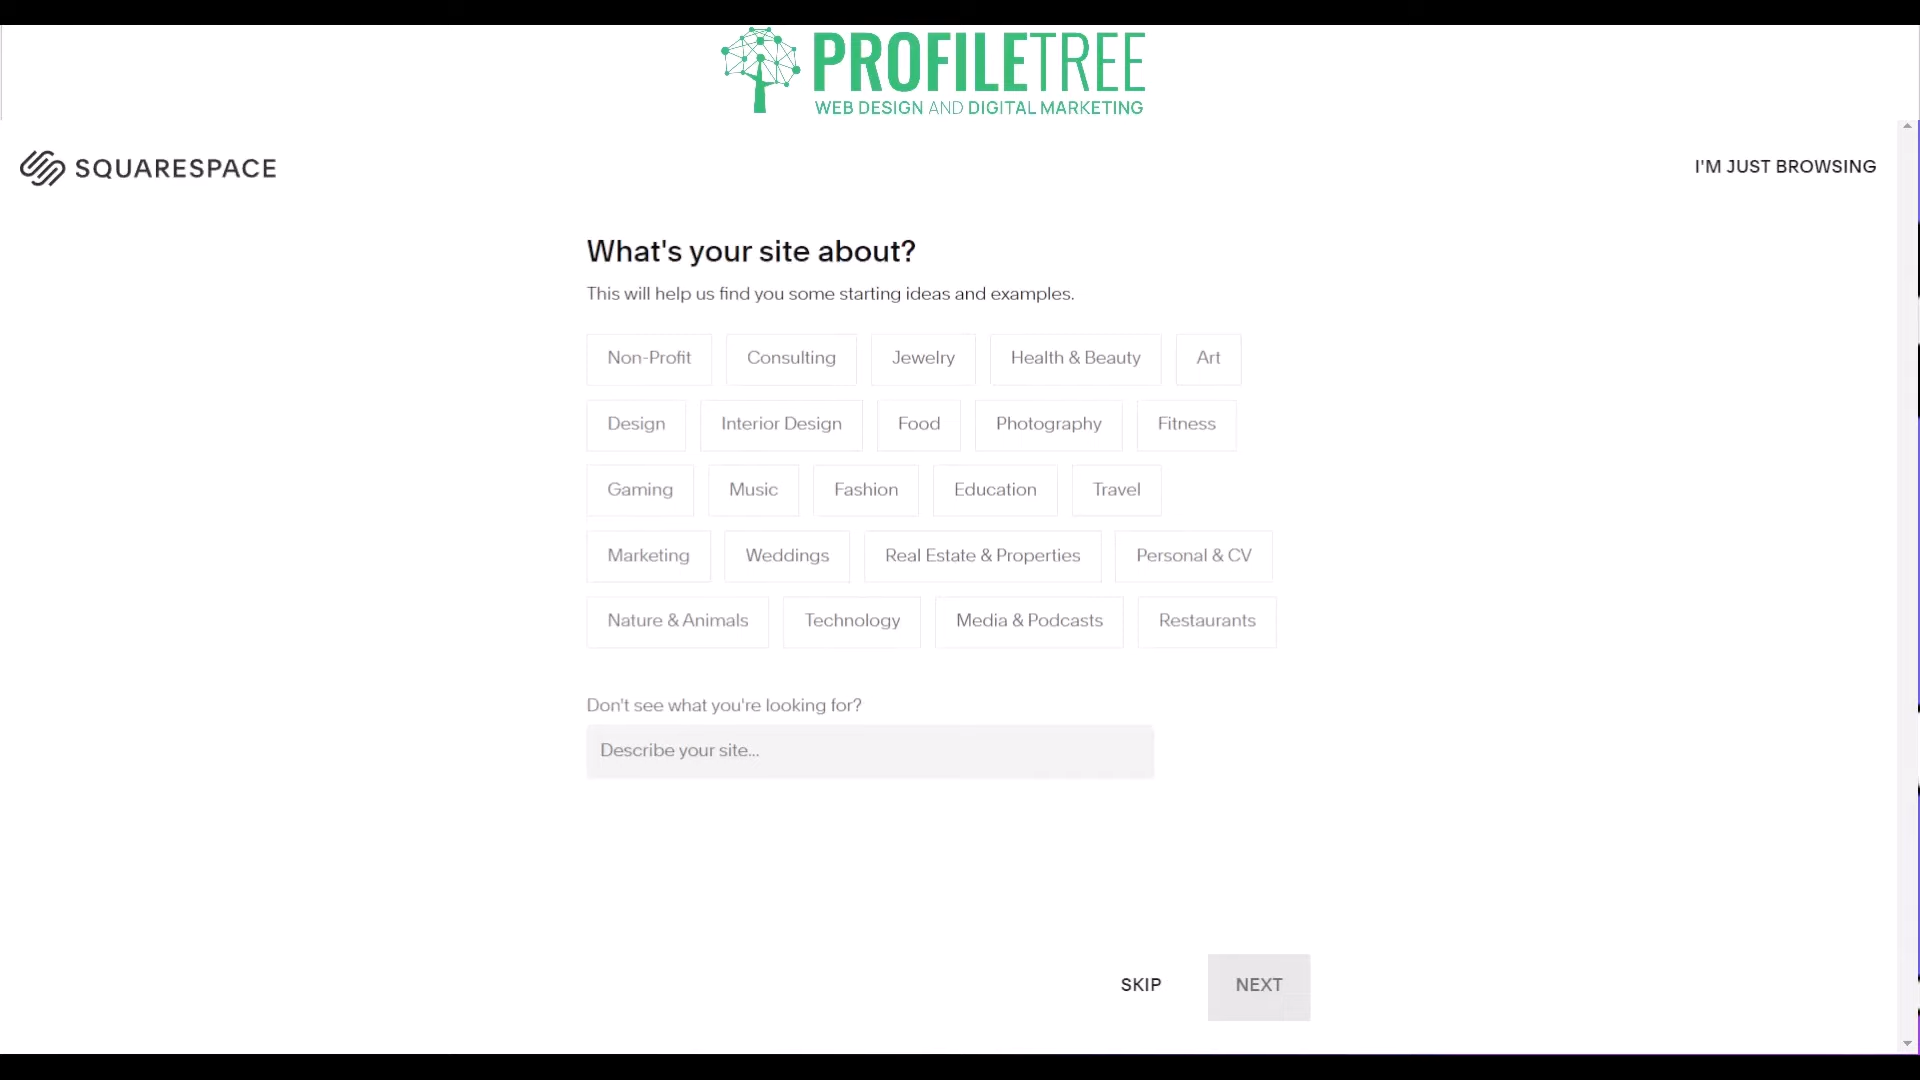 PROFILETREE
WEB DESIGN AND DIGITAL MARKETING
SQUARESPACE
I'M JUST BROWSING
What's your site about?
This will help us find you some starting ideas and examples.
Non-Profit Consulting Jewelry Health & Beauty Art
Design Interior Design Food Photography Fitness
Gaming Music Fashion Education Travel
Marketing Weddings Real Estate & Properties Personal & CV
Nature & Animals Technology Media & Podcasts Restaurants
Don't see what you're looking for?
Describe your site...
SKIP NEXT